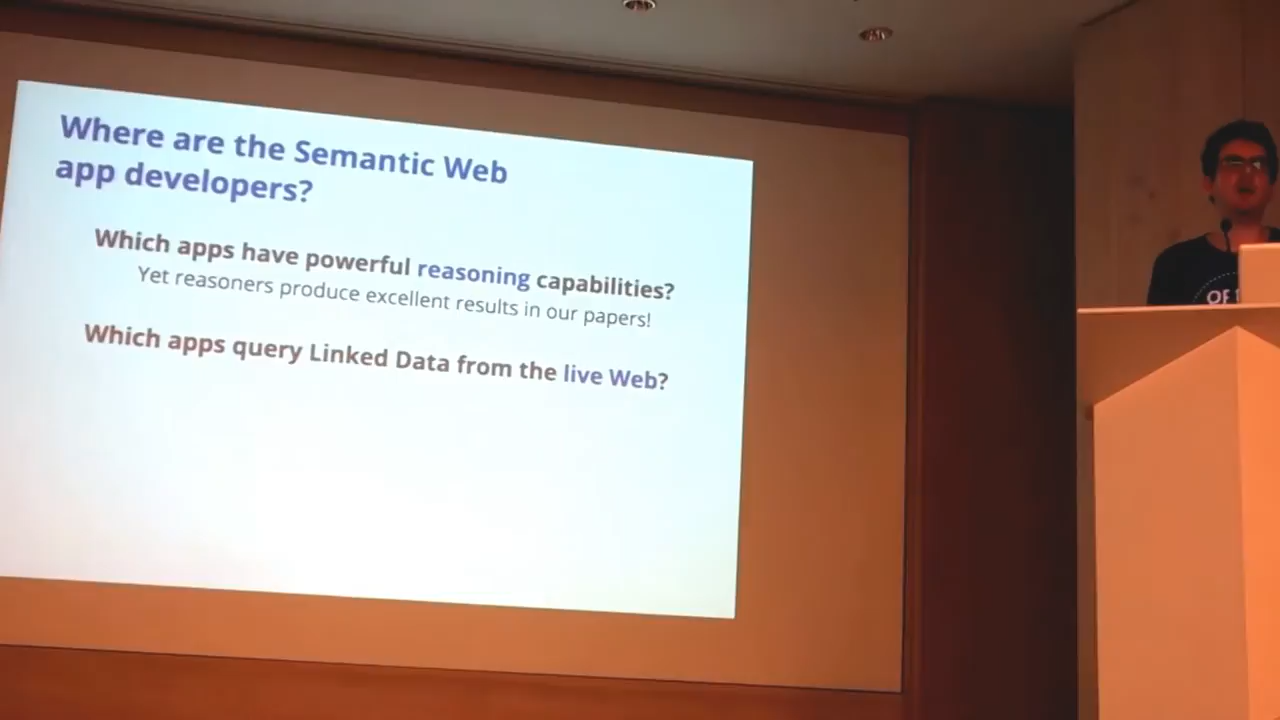 Where are the Semantic Web
app developers?
Which apps have powerful reasoning capabilities?
Yet reasoners produce excellent results in our papers!
Which apps query Linked Data from the live Web?
OF